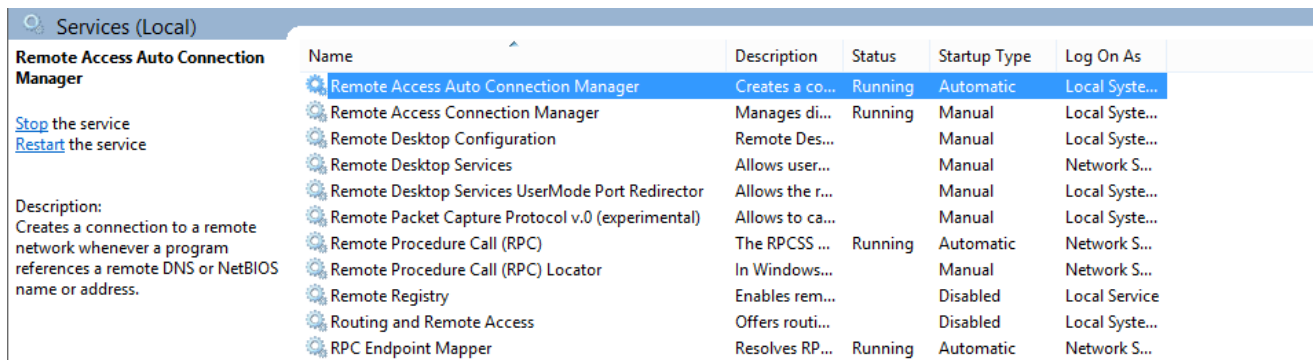 Services (Local)
Remote Access Auto Connection
Manager
Stop the service
Restart the service
Description:
Creates a connection to a remote
network whenever a program
references a remote DNS or NetBIOS
name or address.
Name Description Status Startup Type Log On As
Remote Access Auto Connection Manager Creates a co... Running Automatic Local Syste...
Remote Access Connection Manager Manages di... Running Manual Local Syste...
Remote Desktop Configuration Remote Des... Manual Local Syste...
Remote Desktop Services Allows user... Manual Network S...
Remote Desktop Services UserMode Port Redirector Allows the r... Manual Local Syste...
Remote Packet Capture Protocol v.0 (experimental) Allows to ca... Manual Local Syste...
Remote Procedure Call (RPC) The RPCSS ... Running Automatic Network S...
Remote Procedure Call (RPC) Locator In Windows... Manual Network S...
Remote Registry Enables rem... Disabled Local Service
Routing and Remote Access Offers routi... Disabled Local Syste...
RPC Endpoint Mapper Resolves RP... Running Automatic Network S...